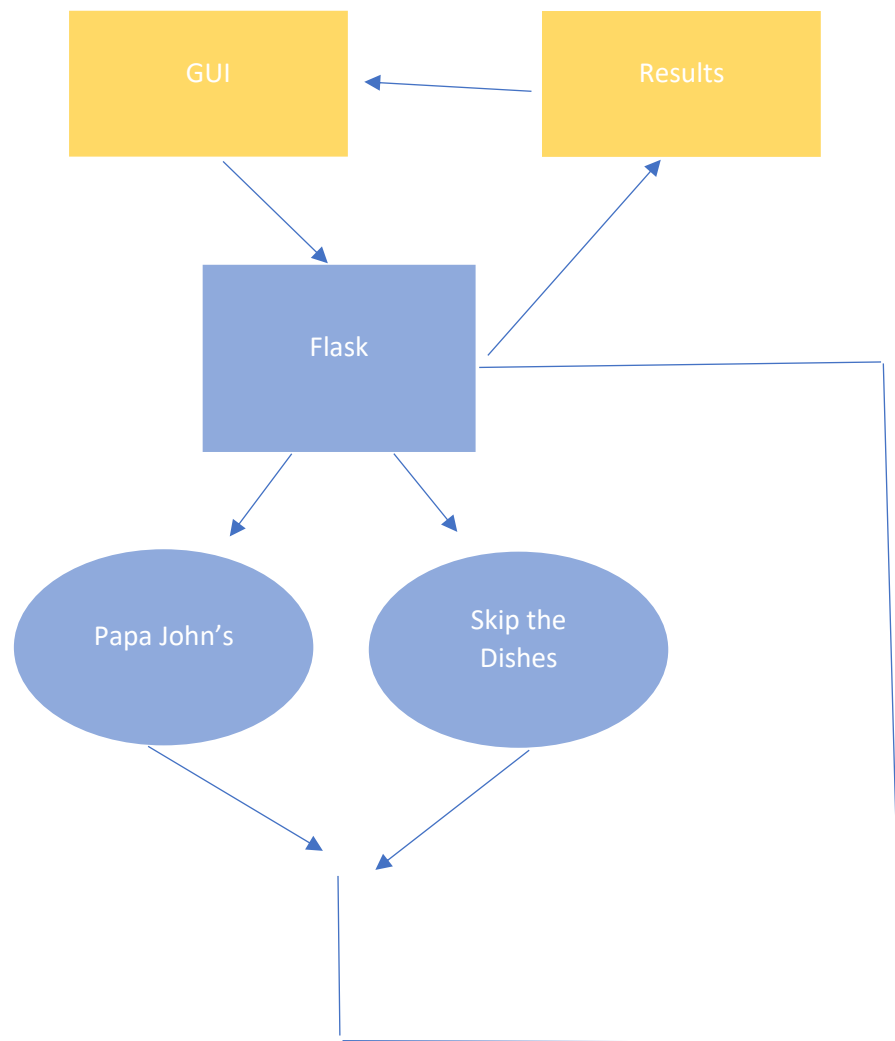 GUI
Results
Flask
Papa John’s
Skip the
Dishes